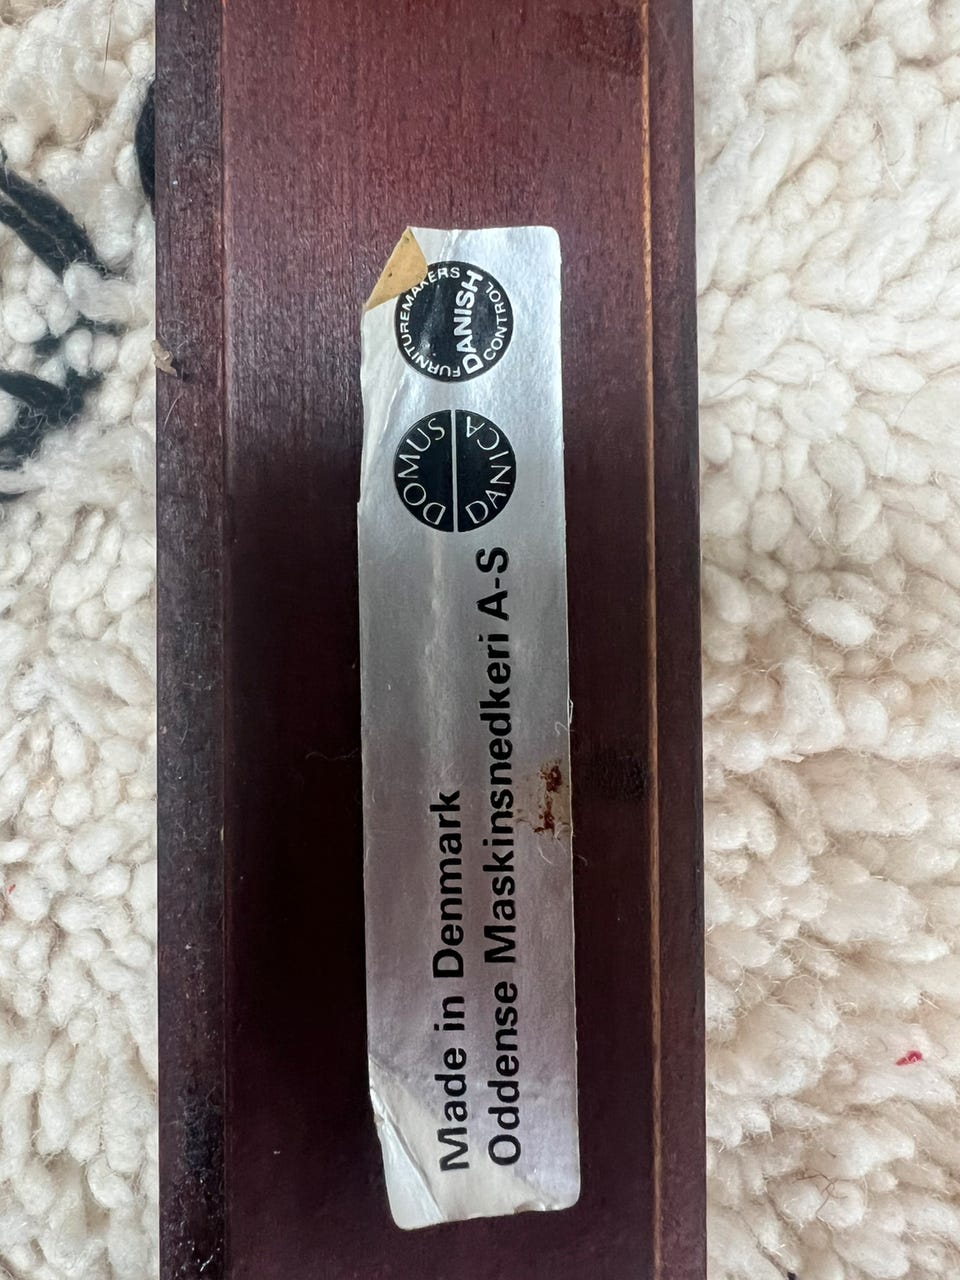 Made in Denmark
Oddense Maskinsnedkeri A-S
DOMUS
DANICA
FURNITUREMAKERS
DANISH
CONTROL